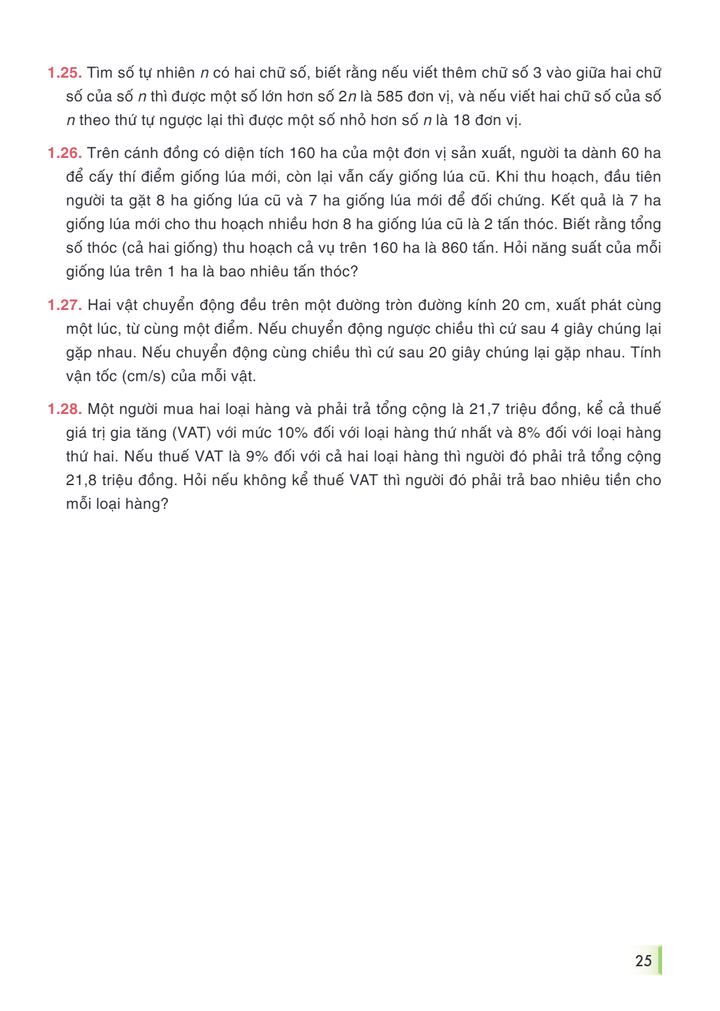 1.25. Tìm số tự nhiên n có hai chữ số, biết rằng nếu viết thêm chữ số 3 vào giữa hai chữ
số của số n thì được một số lớn hơn số 2n là 585 đơn vị, và nếu viết hai chữ số của số
n theo thứ tự ngược lại thì được một số nhỏ hơn số n là 18 đơn vị.
1.26. Trên cánh đồng có diện tích 160 ha của một đơn vị sản xuất, người ta dành 60 ha
để cấy thí điểm giống lúa mới, còn lại vẫn cấy giống lúa cũ. Khi thu hoạch, đầu tiên
người ta gặt 8 ha giống lúa cũ và 7 ha giống lúa mới để đối chứng. Kết quả là 7 ha
giống lúa mới cho thu hoạch nhiều hơn 8 ha giống lúa cũ là 2 tấn thóc. Biết rằng tổng
số thóc (cả hai giống) thu hoạch cả vụ trên 160 ha là 860 tấn. Hỏi năng suất của mỗi
giống lúa trên 1 ha là bao nhiêu tấn thóc?
1.27. Hai vật chuyển động đều trên một đường tròn đường kính 20 cm, xuất phát cùng
một lúc, từ cùng một điểm. Nếu chuyển động ngược chiều thì cứ sau 4 giây chúng lại
gặp nhau. Nếu chuyển động cùng chiều thì cứ sau 20 giây chúng lại gặp nhau. Tính
vận tốc (cm/s) của mỗi vật.
1.28. Một người mua hai loại hàng và phải trả tổng cộng là 21,7 triệu đồng, kể cả thuế
giá trị gia tăng (VAT) với mức 10% đối với loại hàng thứ nhất và 8% đối với loại hàng
thứ hai. Nếu thuế VAT là 9% đối với cả hai loại hàng thì người đó phải trả tổng cộng
21,8 triệu đồng. Hỏi nếu không kể thuế VAT thì người đó phải trả bao nhiêu tiền cho
mỗi loại hàng?
25